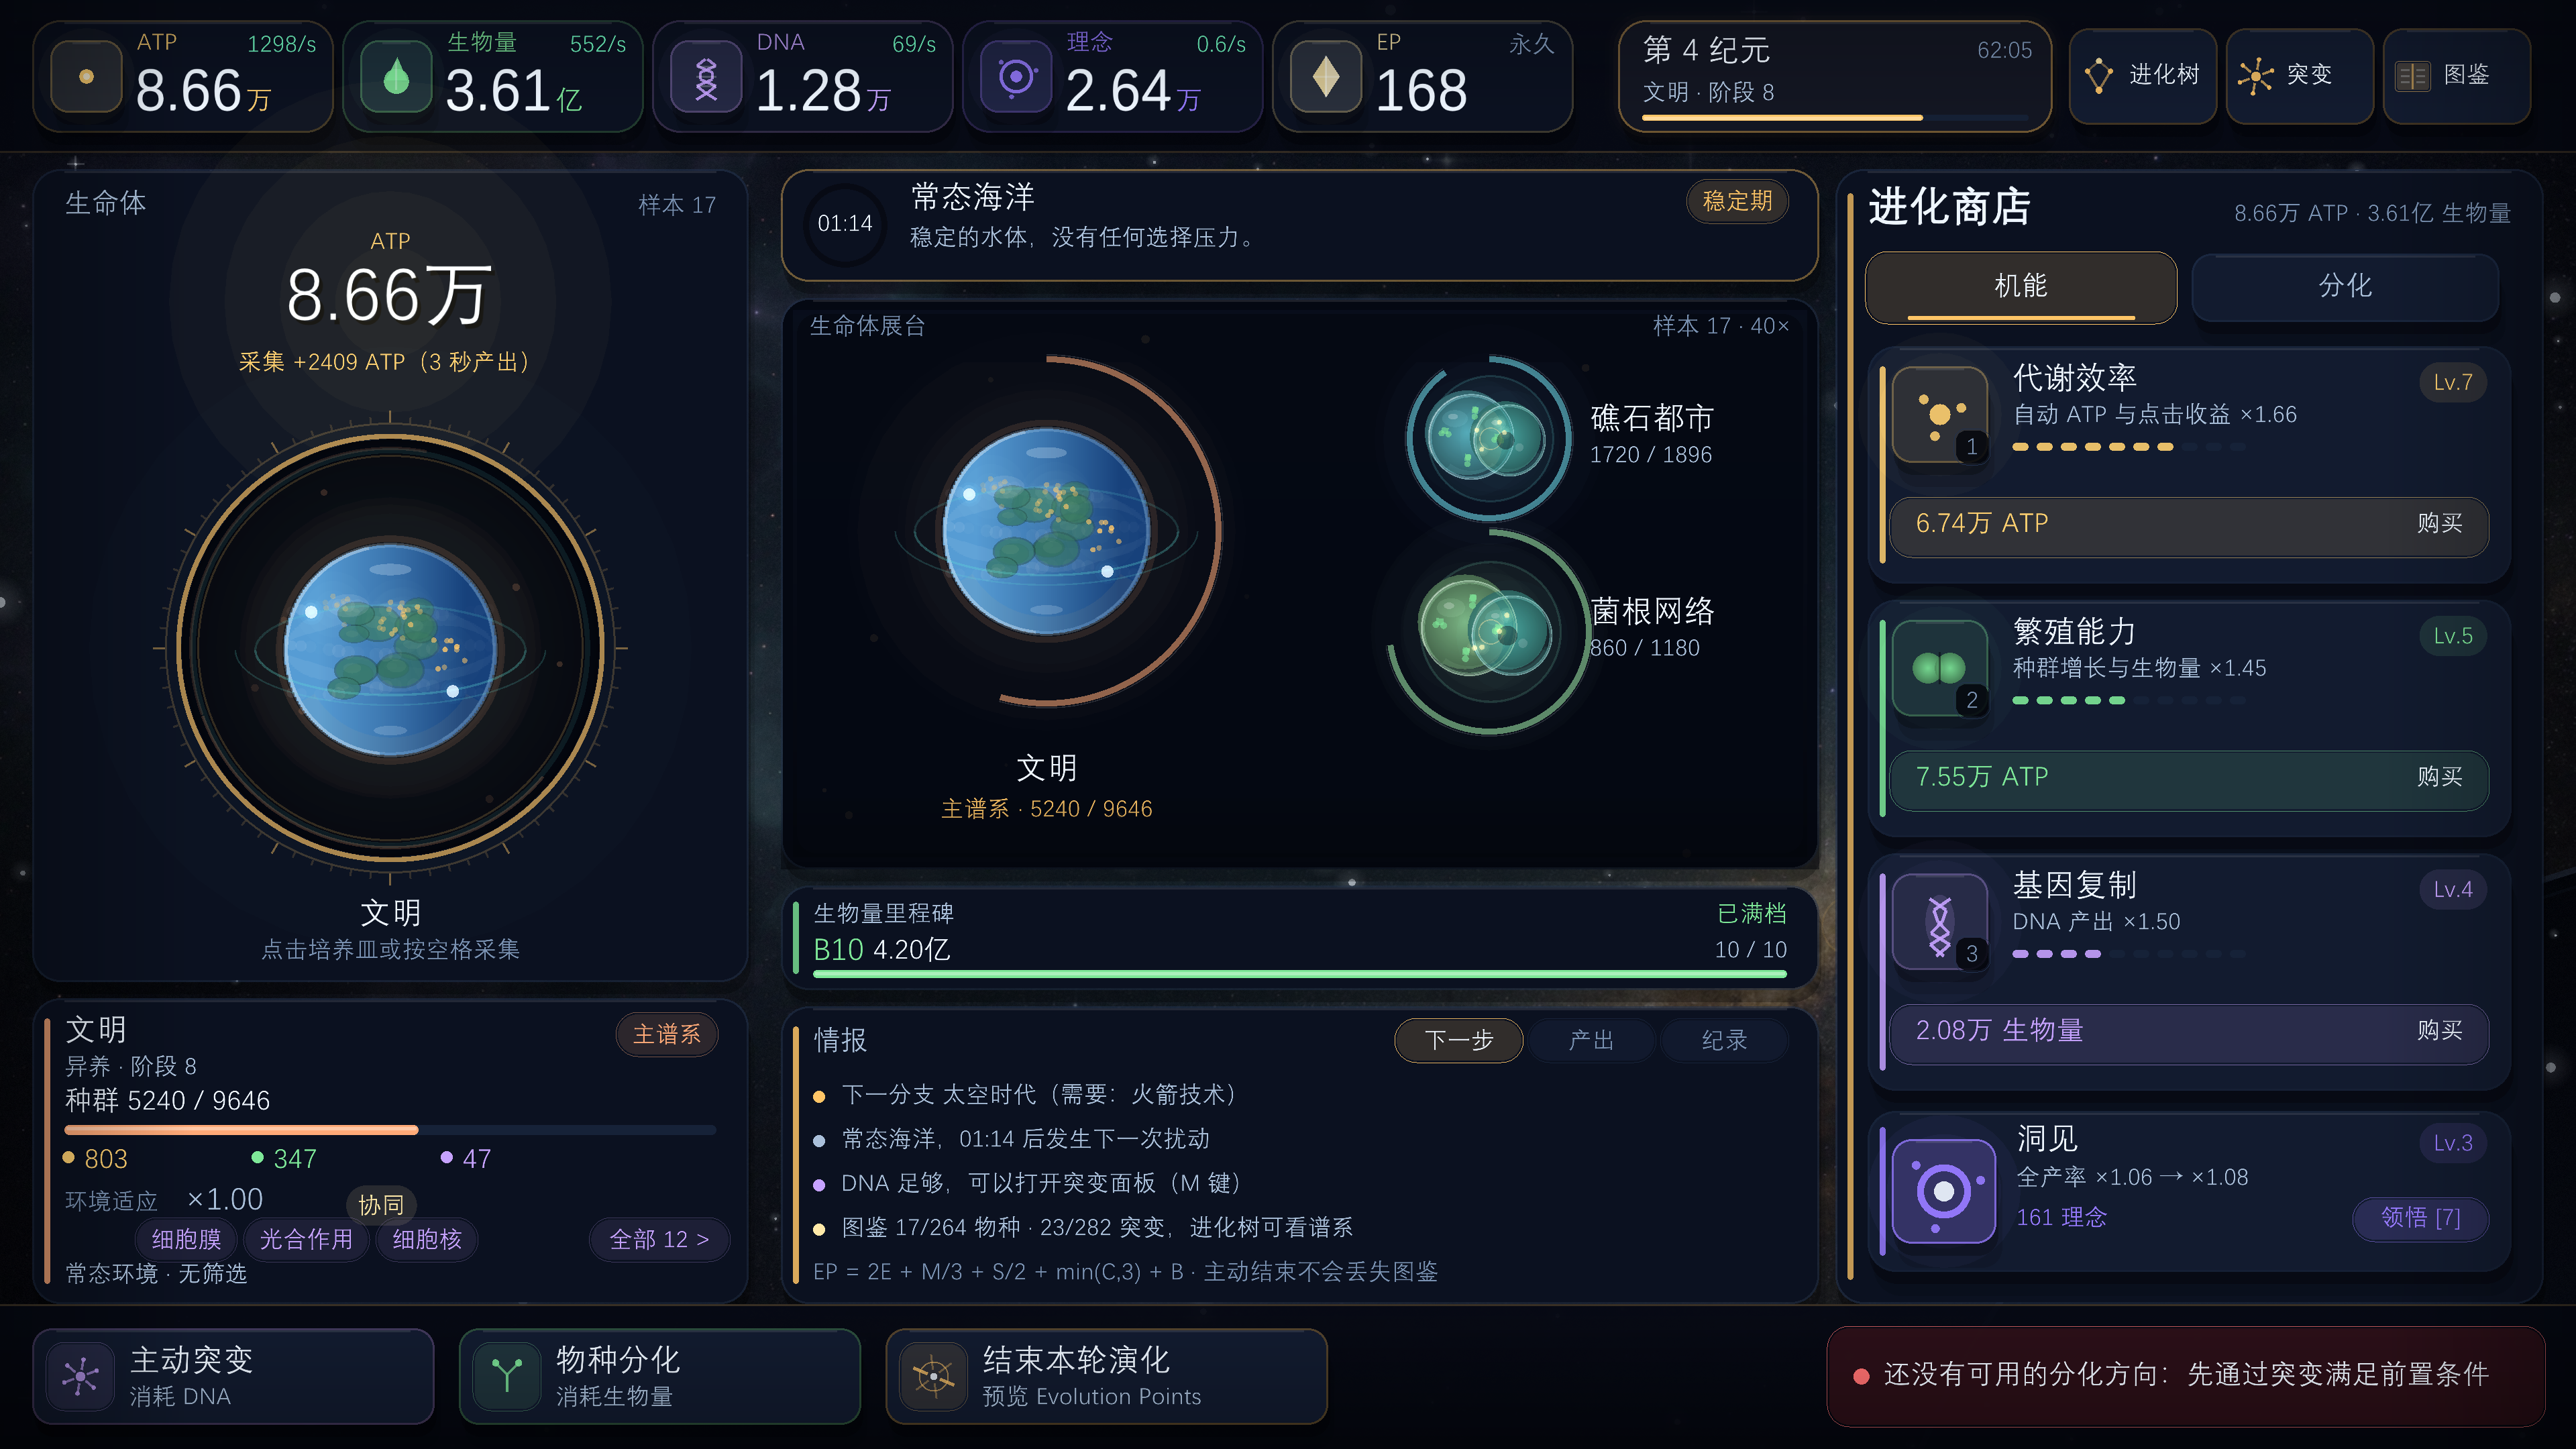 ATP 1298/s
8.66万
生物量 552/s
3.61亿
DNA 69/s
1.28万
理念 0.6/s
2.64万
EP 永久
168
第 4 纪元 62:05
文明 · 阶段 8
进化树
突变
图鉴
生命体 样本 17
ATP
8.66万
采集 +2409 ATP（3 秒产出）
文明
点击培养皿或按空格采集
文明 主谱系
异养 · 阶段 8
种群 5240 / 9646
803 347 47
环境适应 ×1.00 协同
细胞膜 光合作用 细胞核 全部 12 >
常态环境 · 无筛选
01:14
常态海洋 稳定期
稳定的水体，没有任何选择压力。
生命体展台 样本 17 · 40×
礁石都市
1720 / 1896
菌根网络
860 / 1180
文明
主谱系 · 5240 / 9646
生物量里程碑 已满档
B10 4.20亿 10 / 10
情报 下一步 产出 纪录
下一分支 太空时代（需要：火箭技术）
常态海洋，01:14 后发生下一次扰动
DNA 足够，可以打开突变面板（M 键）
图鉴 17/264 物种 · 23/282 突变，进化树可看谱系
EP = 2E + M/3 + S/2 + min(C,3) + B · 主动结束不会丢失图鉴
进化商店 8.66万 ATP · 3.61亿 生物量
机能 分化
代谢效率 Lv.7
自动 ATP 与点击收益 ×1.66
1
6.74万 ATP 购买
繁殖能力 Lv.5
种群增长与生物量 ×1.45
2
7.55万 ATP 购买
基因复制 Lv.4
DNA 产出 ×1.50
3
2.08万 生物量 购买
洞见 Lv.3
全产率 ×1.06 → ×1.08
161 理念 领悟 [7]
主动突变
消耗 DNA
物种分化
消耗生物量
结束本轮演化
预览 Evolution Points
还没有可用的分化方向：先通过突变满足前置条件